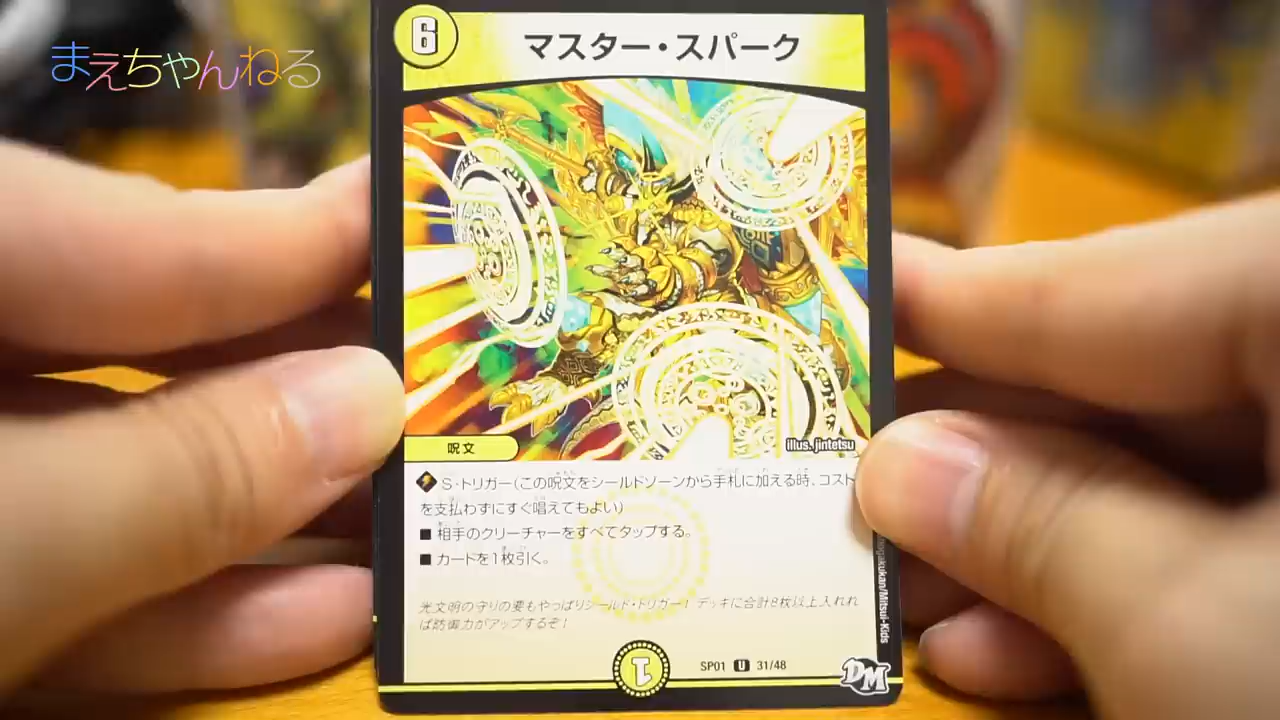 まえちゃんねる
6
マスター・スパーク
illus. jintetsu
呪文
S・トリガー(この呪文をシールドゾーンから手札に加える時、コスト
を支払わずにすぐ唱えてもよい)
■ 相手のクリーチャーをすべてタップする。
■ カードを1枚引く。
光文明の守りの要もやっぱりシールド・トリガー! デッキに合計8枚以上入れれ
ば防御力がアップするぞ!
1
SP01 U 31/48
DM